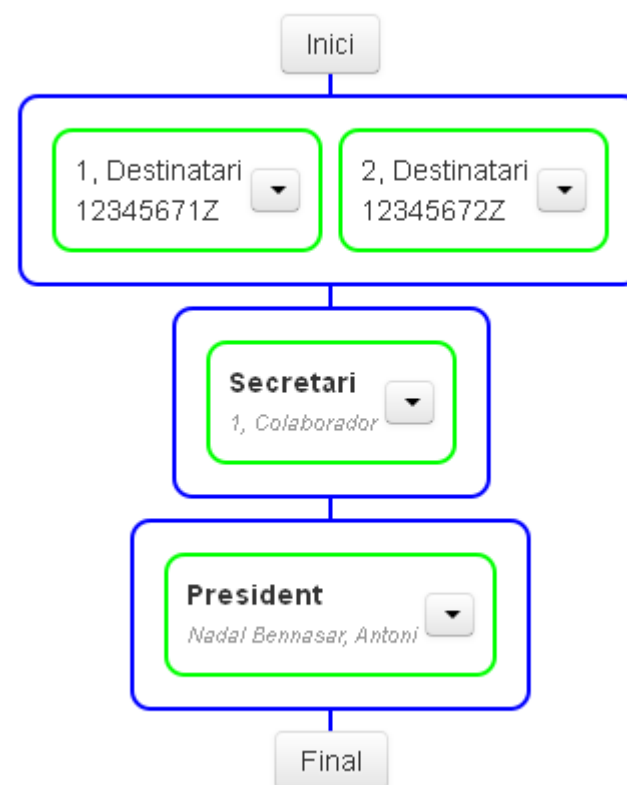 Inici
1, Destinatari
12345671Z
2, Destinatari
12345672Z
Secretari
1, Colaborador
President
Nadal Bennasar, Antoni
Final